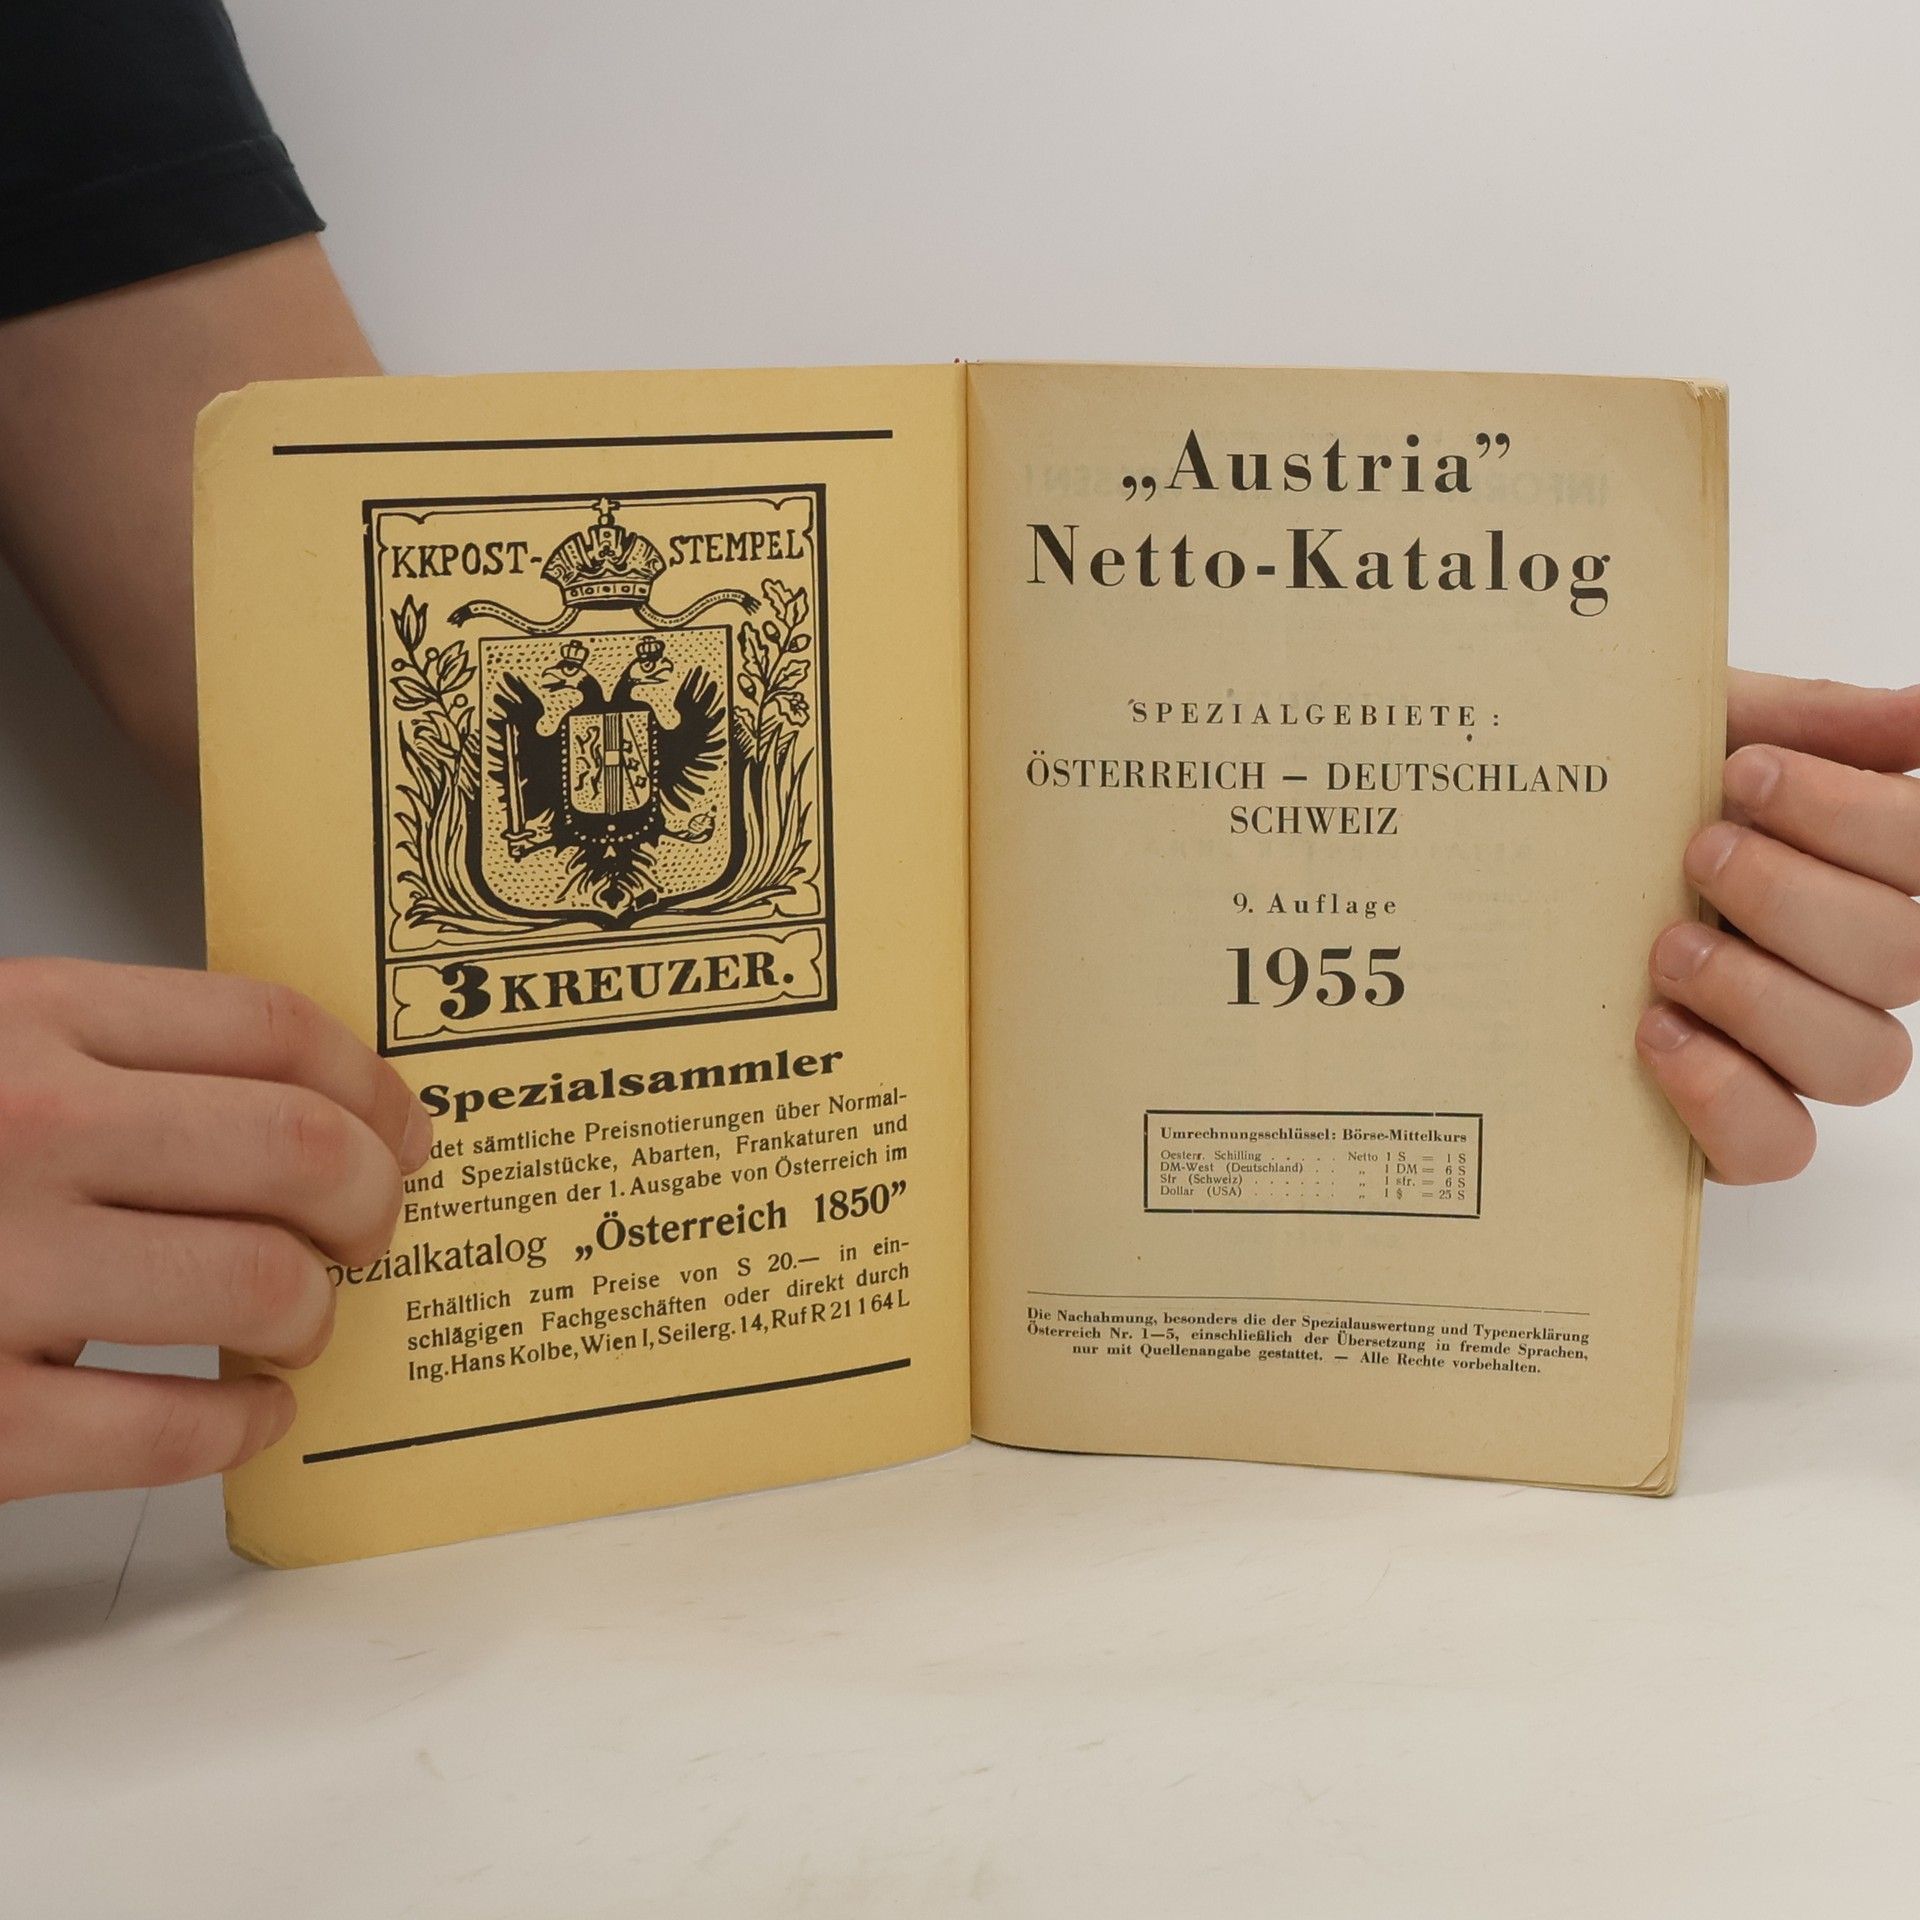 KKPOST-STEMPEL
3 KREUZER.
Spezialsammler
det sämtliche Preisnotierungen über Normal-
und Spezialstücke, Abarten, Frankaturen und
Entwertungen der 1. Ausgabe von Österreich im
pezialkatalog „Österreich 1850”
Erhältlich zum Preise von S 20.— in ein-
schlägigen Fachgeschäften oder direkt durch
Ing. Hans Kolbe, Wien I, Seilerg. 14, Ruf R 21 1 64 L
„Austria”
Netto-Katalog
SPEZIALGEBIETE:
ÖSTERREICH — DEUTSCHLAND
SCHWEIZ
9. Auflage
1955
Umrechnungsschlüssel: Börse-Mittelkurs
Oesterr. Schilling . . . . . Netto 1 S = 1 S
DM-West (Deutschland) . . „ 1 DM = 6 S
Sfr (Schweiz) . . . . . . „ 1 sfr. = 6 S
Dollar (USA) . . . . . . „ 1 $ = 25 S
Die Nachahmung, besonders die der Spezialauswertung und Typenerklärung
Österreich Nr. 1—5, einschließlich der Übersetzung in fremde Sprachen,
nur mit Quellenangabe gestattet. — Alle Rechte vorbehalten.